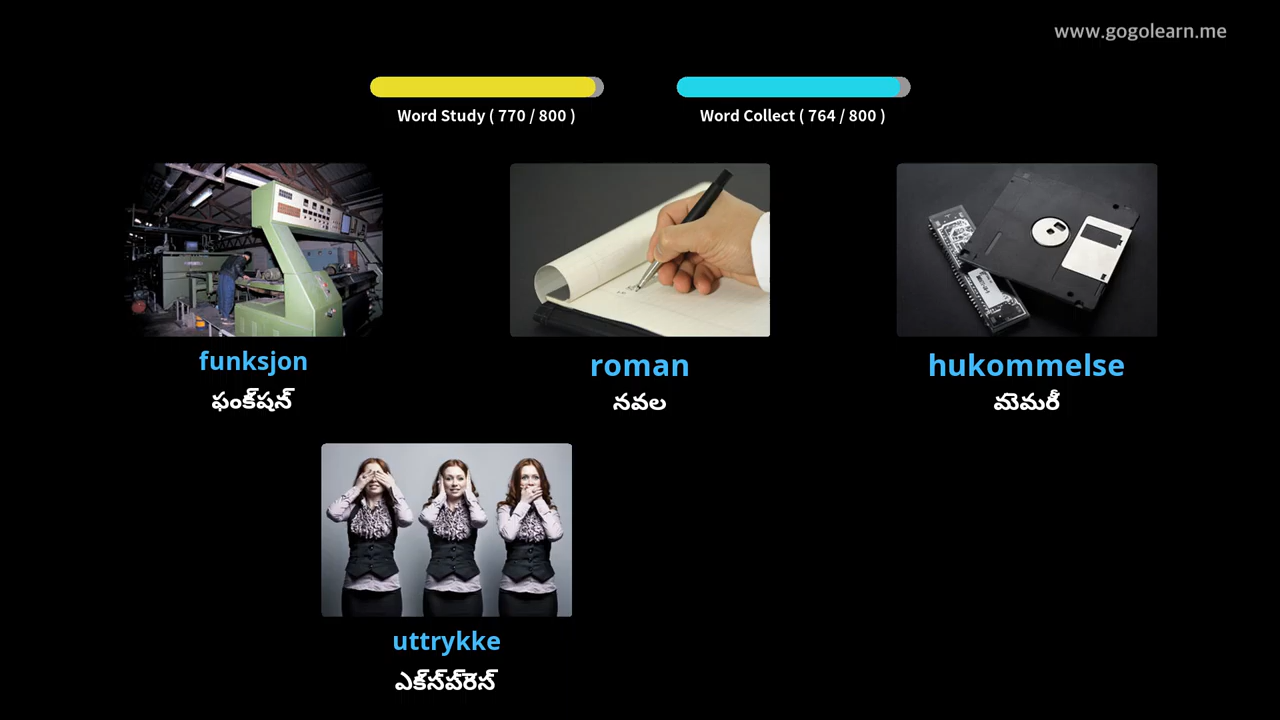 www.gogolearn.me
Word Study ( 770 / 800 )
Word Collect ( 764 / 800 )
funksjon
ఫంక్షన్
roman
నవల
hukommelse
మెమరీ
uttrykke
ఎక్స్ప్రెస్